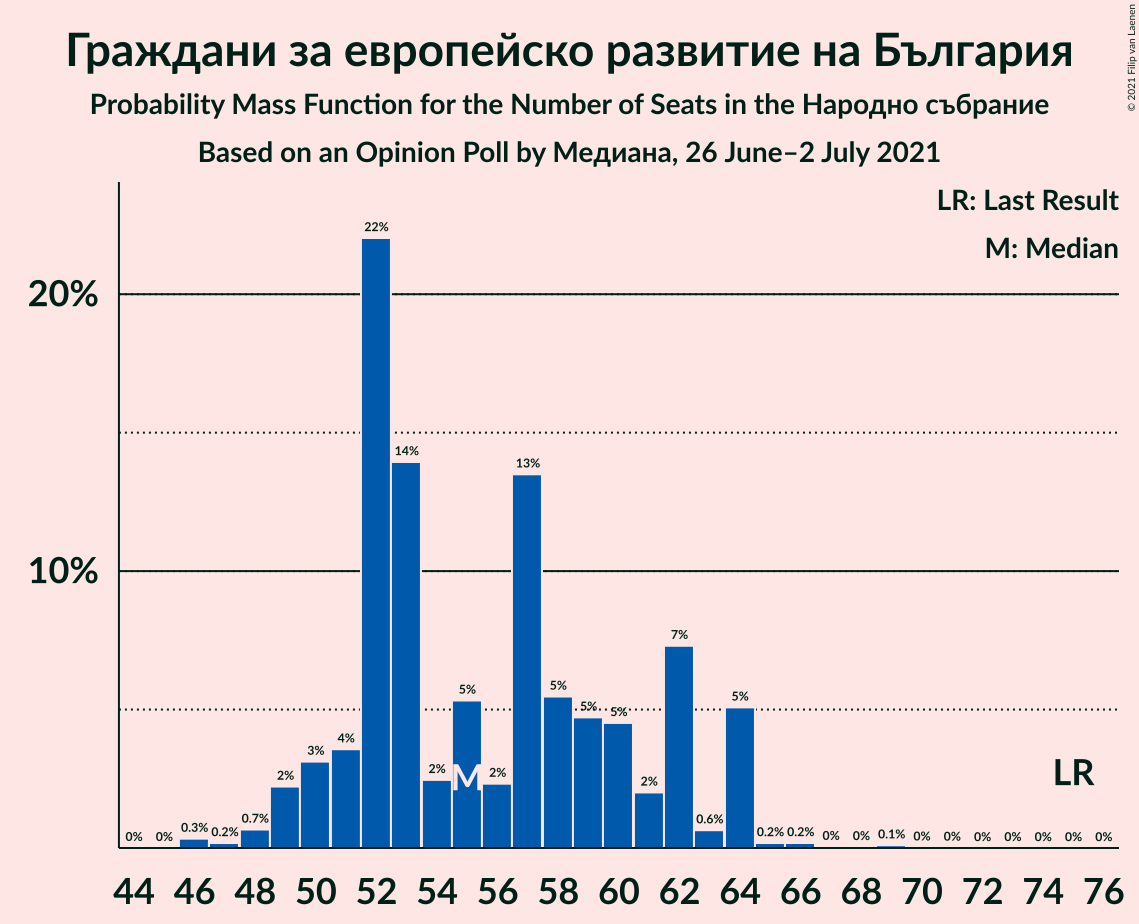 Граждани за европейско развитие на България
Probability Mass Function for the Number of Seats in the Народно събрание
Based on an Opinion Poll by Медиана, 26 June–2 July 2021
© 2021 Filip van Laenen
LR: Last Result
M: Median
20%
10%
0% 0% 0.3% 0.2% 0.7% 2% 3% 4% 22% 14% 2% 5% 2% 13% 5% 5% 5% 2% 7% 0.6% 5% 0.2% 0.2% 0% 0% 0.1% 0% 0% 0% 0% 0% 0% 0%
M
LR
44 46 48 50 52 54 56 58 60 62 64 66 68 70 72 74 76